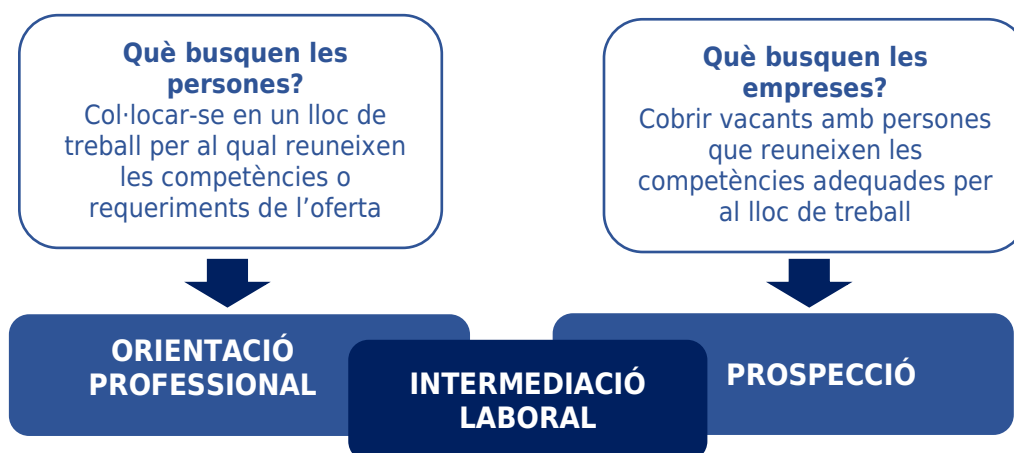 Què busquen les
persones?
Col·locar-se en un lloc de
treball per al qual reuneixen
les competències o
requeriments de l’oferta
Què busquen les
empreses?
Cobrir vacants amb persones
que reuneixen les
competències adequades per
al lloc de treball
ORIENTACIÓ
PROFESSIONAL
INTERMEDIACIÓ
LABORAL
PROSPECCIÓ